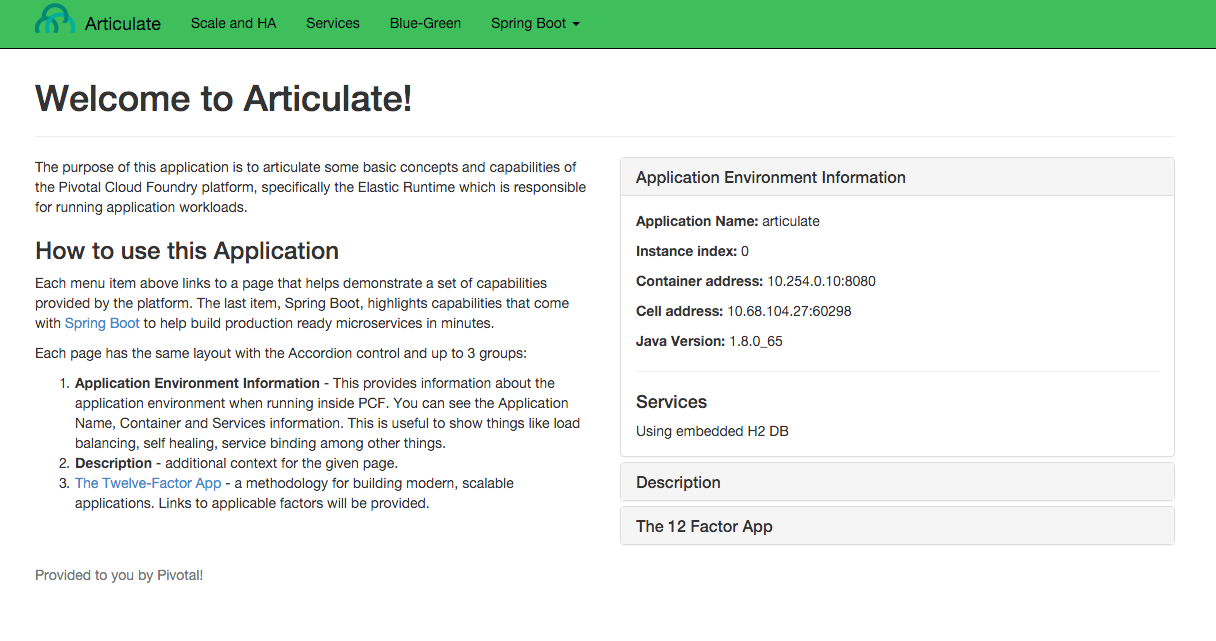 Articulate Scale and HA Services Blue-Green Spring Boot
Welcome to Articulate!
The purpose of this application is to articulate some basic concepts and capabilities of
the Pivotal Cloud Foundry platform, specifically the Elastic Runtime which is responsible
for running application workloads.
How to use this Application
Each menu item above links to a page that helps demonstrate a set of capabilities
provided by the platform. The last item, Spring Boot, highlights capabilities that come
with Spring Boot to help build production ready microservices in minutes.
Each page has the same layout with the Accordion control and up to 3 groups:
1. Application Environment Information - This provides information about the
application environment when running inside PCF. You can see the Application
Name, Container and Services information. This is useful to show things like load
balancing, self healing, service binding among other things.
2. Description - additional context for the given page.
3. The Twelve-Factor App - a methodology for building modern, scalable
applications. Links to applicable factors will be provided.
Application Environment Information
Application Name: articulate
Instance index: 0
Container address: 10.254.0.10:8080
Cell address: 10.68.104.27:60298
Java Version: 1.8.0_65
Services
Using embedded H2 DB
Description
The 12 Factor App
Provided to you by Pivotal!